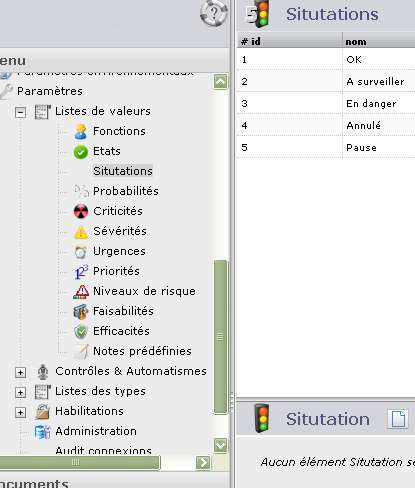 enu
Paramètres environnementaux
Paramètres
Listes de valeurs
Fonctions
Etats
Situtations
Probabilités
Criticités
Sévérités
Urgences
Priorités
Niveaux de risque
Faisabilités
Efficacités
Notes prédéfinies
Contrôles & Automatismes
Listes des types
Habilitations
Administration
Audit connexions
ocuments
5 Situtations
# id nom
1 OK
2 A surveiller
3 En danger
4 Annulé
5 Pause
Situtation
Aucun élément Situtation sé